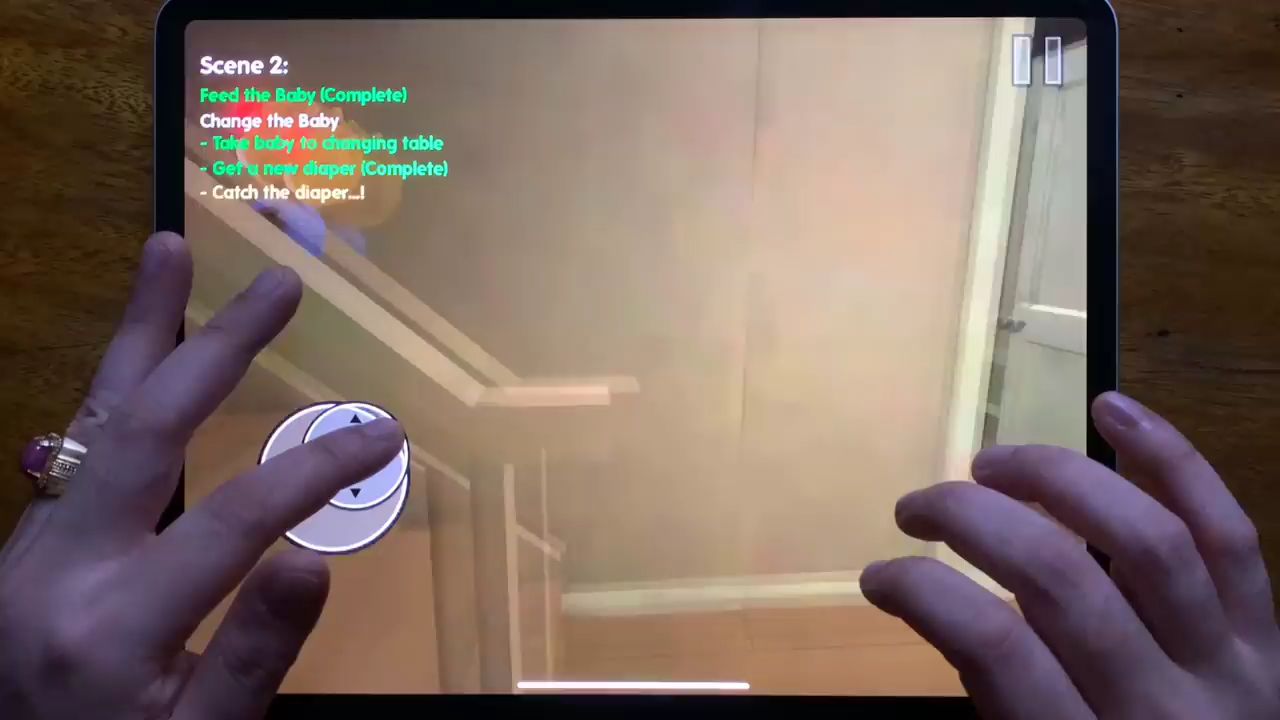 Scene 2:
Feed the Baby (Complete)
Change the Baby
- Take baby to changing table
- Get a new diaper (Complete)
- Catch the diaper...!